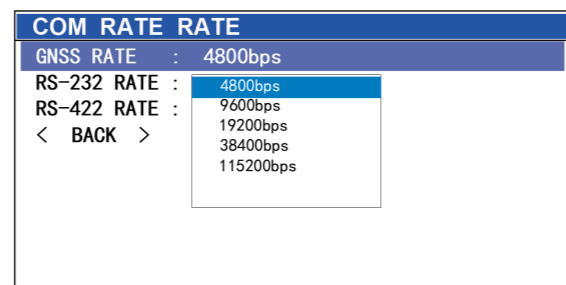 COM RATE RATE
GNSS RATE : 4800bps
RS-232 RATE :
RS-422 RATE :
< BACK >
4800bps
9600bps
19200bps
38400bps
115200bps